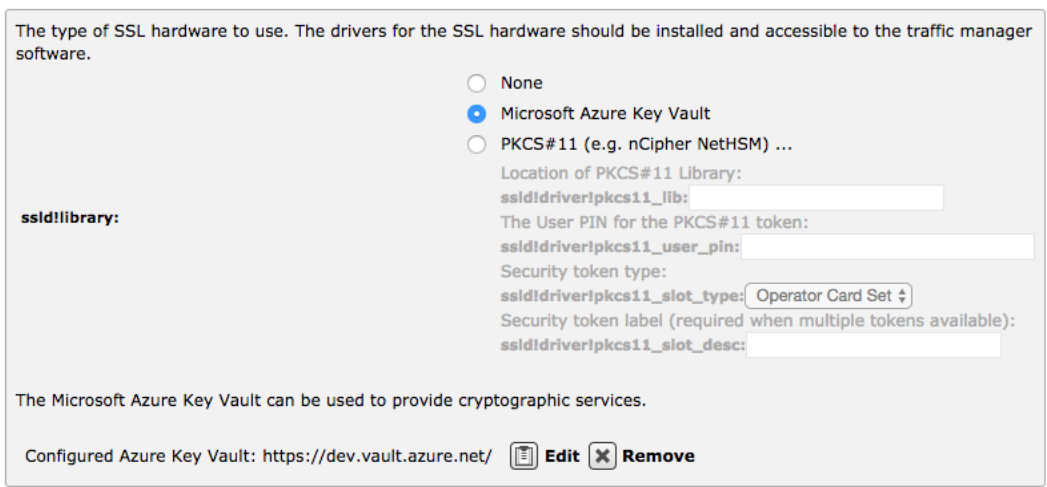 The type of SSL hardware to use. The drivers for the SSL hardware should be installed and accessible to the traffic manager
software.
None
Microsoft Azure Key Vault
PKCS#11 (e.g. nCipher NetHSM) ...
Location of PKCS#11 Library:
ssld!driver!pkcs11_lib:
ssld!library:
The User PIN for the PKCS#11 token:
ssld!driver!pkcs11_user_pin:
Security token type:
ssld!driver!pkcs11_slot_type: Operator Card Set
Security token label (required when multiple tokens available):
ssld!driver!pkcs11_slot_desc:
The Microsoft Azure Key Vault can be used to provide cryptographic services.
Configured Azure Key Vault: https://dev.vault.azure.net/ Edit Remove